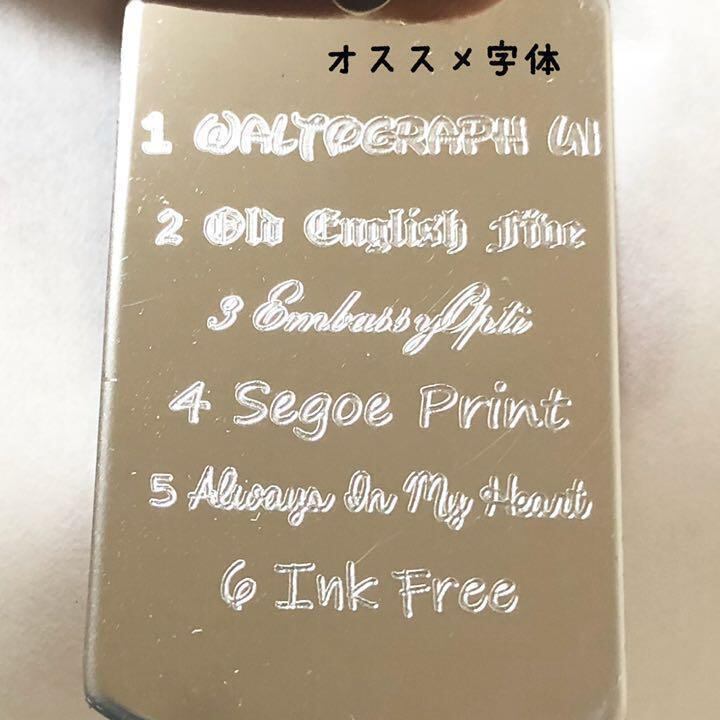 オススメ字体
1 WALTOGRAPH UI
2 Old English Five
3 EmbassyOpti
4 Segoe Print
5 Always In My Heart
6 Ink Free